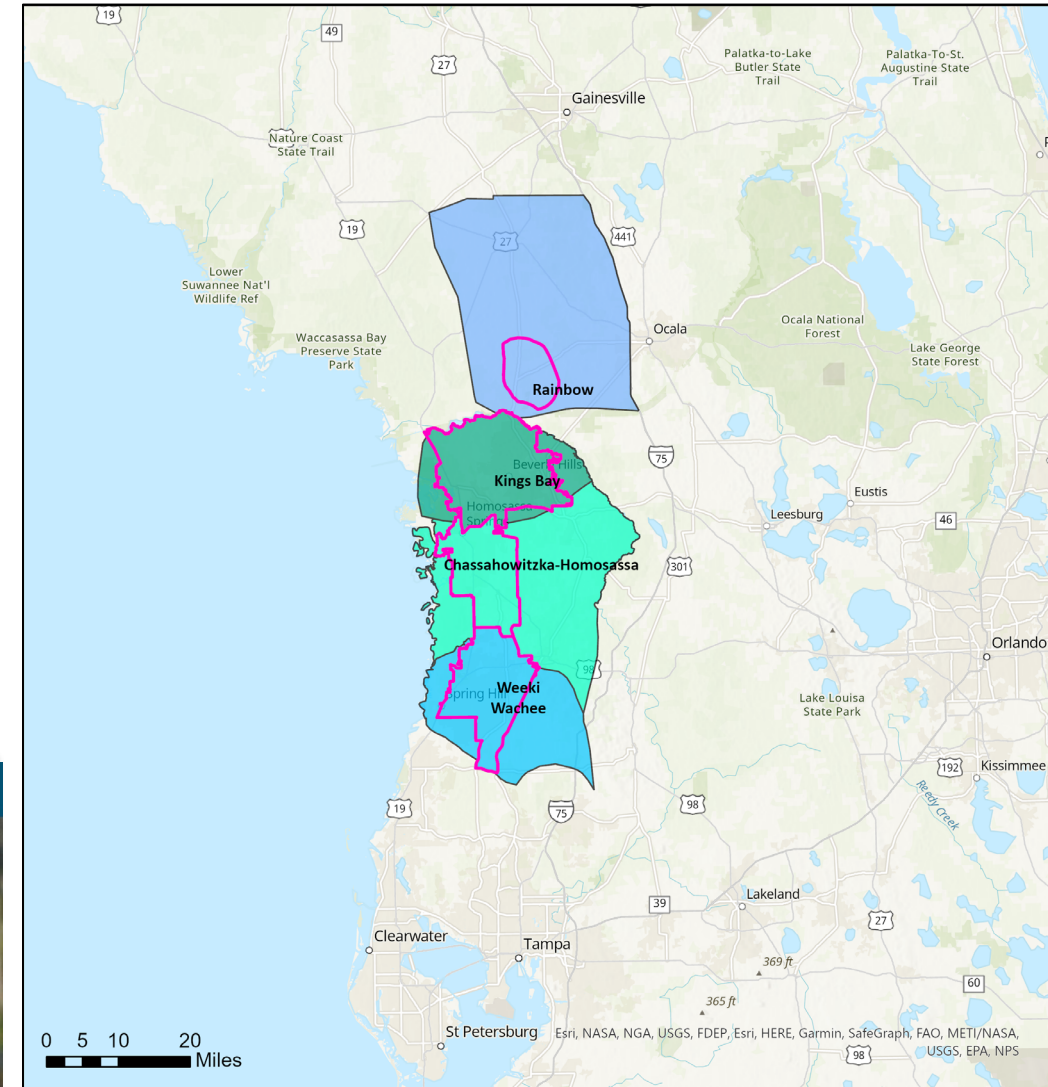 19
49
27
Palatka-to-Lake
Butler State
Trail
Palatka-To-St.
Augustine State
Trail
Gainesville
Nature Coast
State Trail
19
27
441
Lower
Suwannee Nat'l
Wildlife Ref
Waccasassa Bay
Preserve State
Park
Ocala
Ocala National
Forest
Lake George
State Forest
Rainbow
75
Kings Bay
Eustis
Leesburg
46
Chassahowitzka-Homosassa
301
Orlando
98
Spring Hill
Weeki
Wachee
Lake Louisa
State Park
192
Kissimmee
Reedy Creek
19
75
98
Lakeland
39
27
Clearwater
Tampa
369 ft
60
365 ft
St Petersburg
0 5 10 20
Miles
Esri, NASA, NGA, USGS, FDEP, Esri, HERE, Garmin, SafeGraph, FAO, METI/NASA,
USGS, EPA, NPS
98